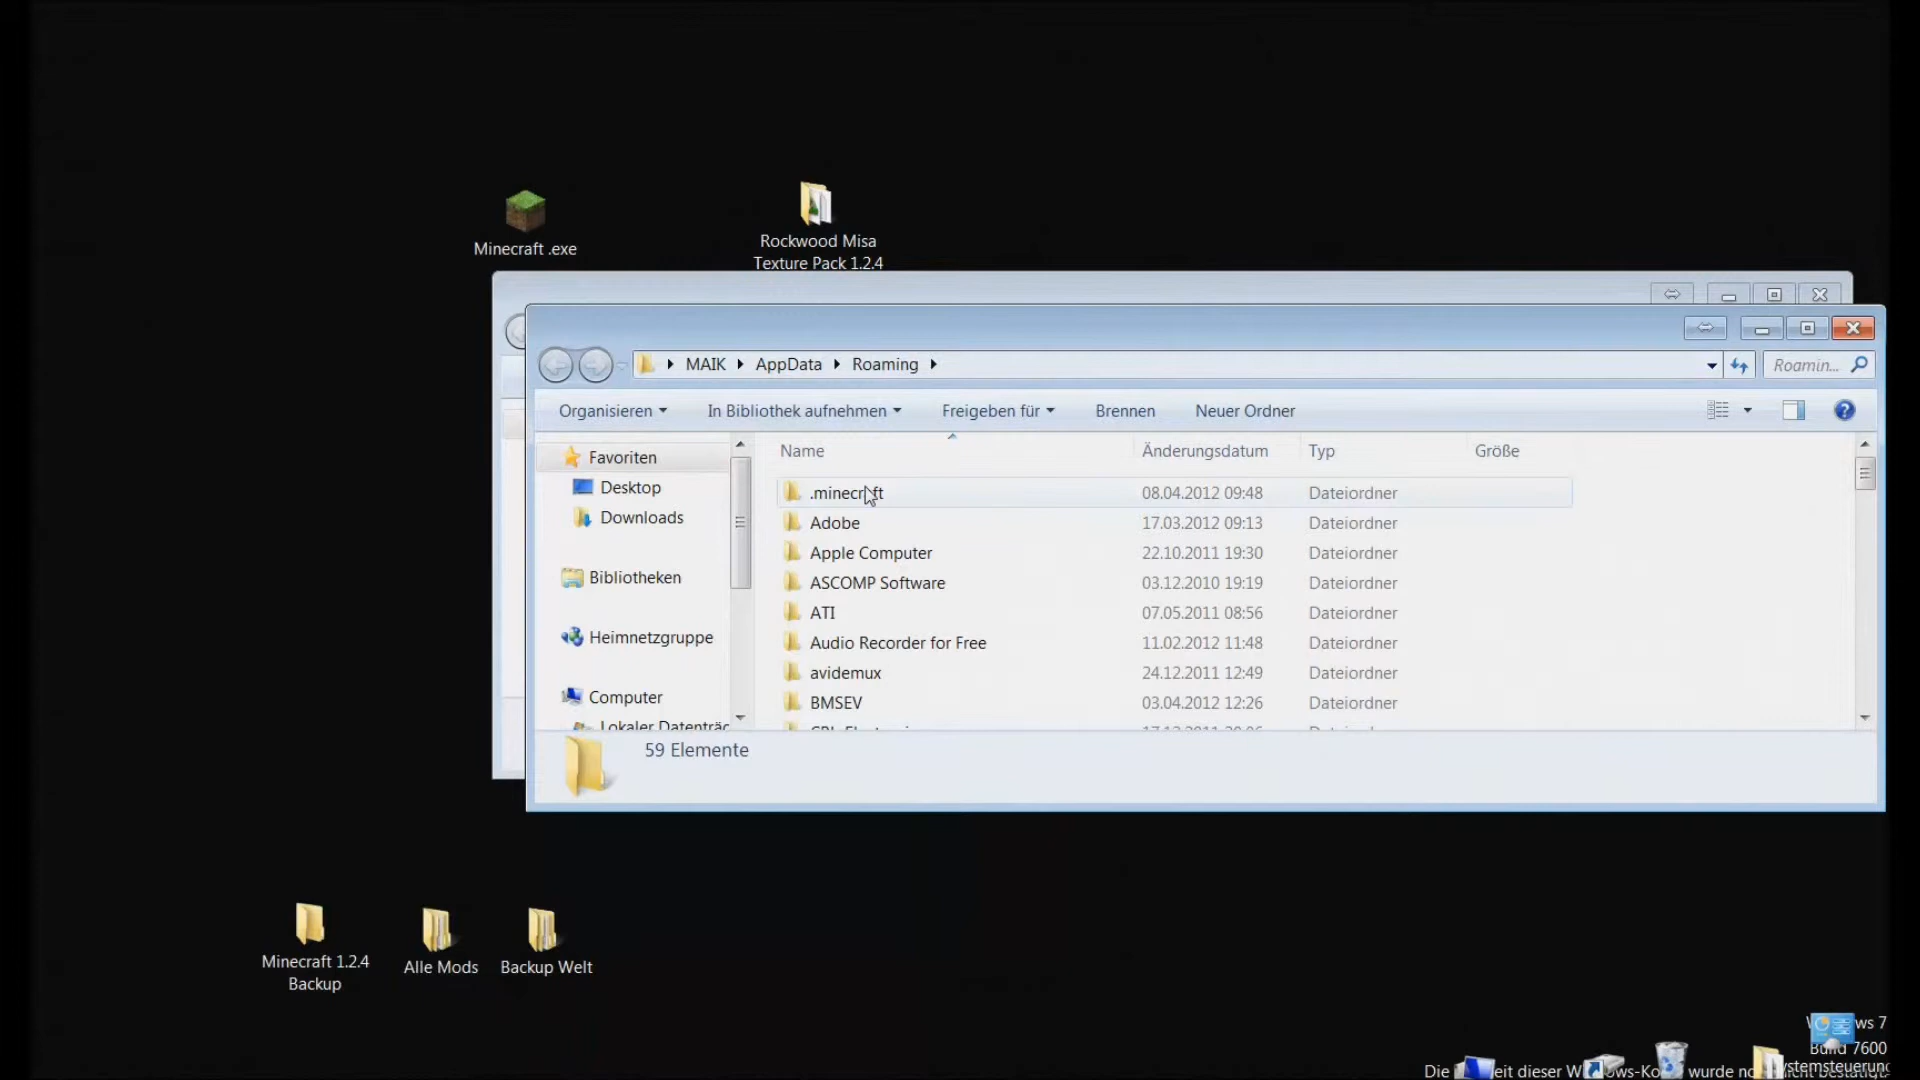 Minecraft .exe
Rockwood Misa
Texture Pack 1.2.4
MAIK
AppData
Roaming
Roamin...
Organisieren
In Bibliothek aufnehmen
Freigeben für
Brennen
Neuer Ordner
Name
Änderungsdatum
Typ
Größe
Favoriten
Desktop
Downloads
Bibliotheken
Heimnetzgruppe
Computer
Lokaler Datenträ
.minecraft 08.04.2012 09:48 Dateiordner
Adobe 17.03.2012 09:13 Dateiordner
Apple Computer 22.10.2011 19:30 Dateiordner
ASCOMP Software 03.12.2010 19:19 Dateiordner
ATI 07.05.2011 08:56 Dateiordner
Audio Recorder for Free 11.02.2012 11:48 Dateiordner
avidemux 24.12.2011 12:49 Dateiordner
BMSEV 03.04.2012 12:26 Dateiordner
59 Elemente
Minecraft 1.2.4
Backup
Alle Mods
Backup Welt
ws 7
Build 7600
Die eit dieser W ws-Ko wurde no